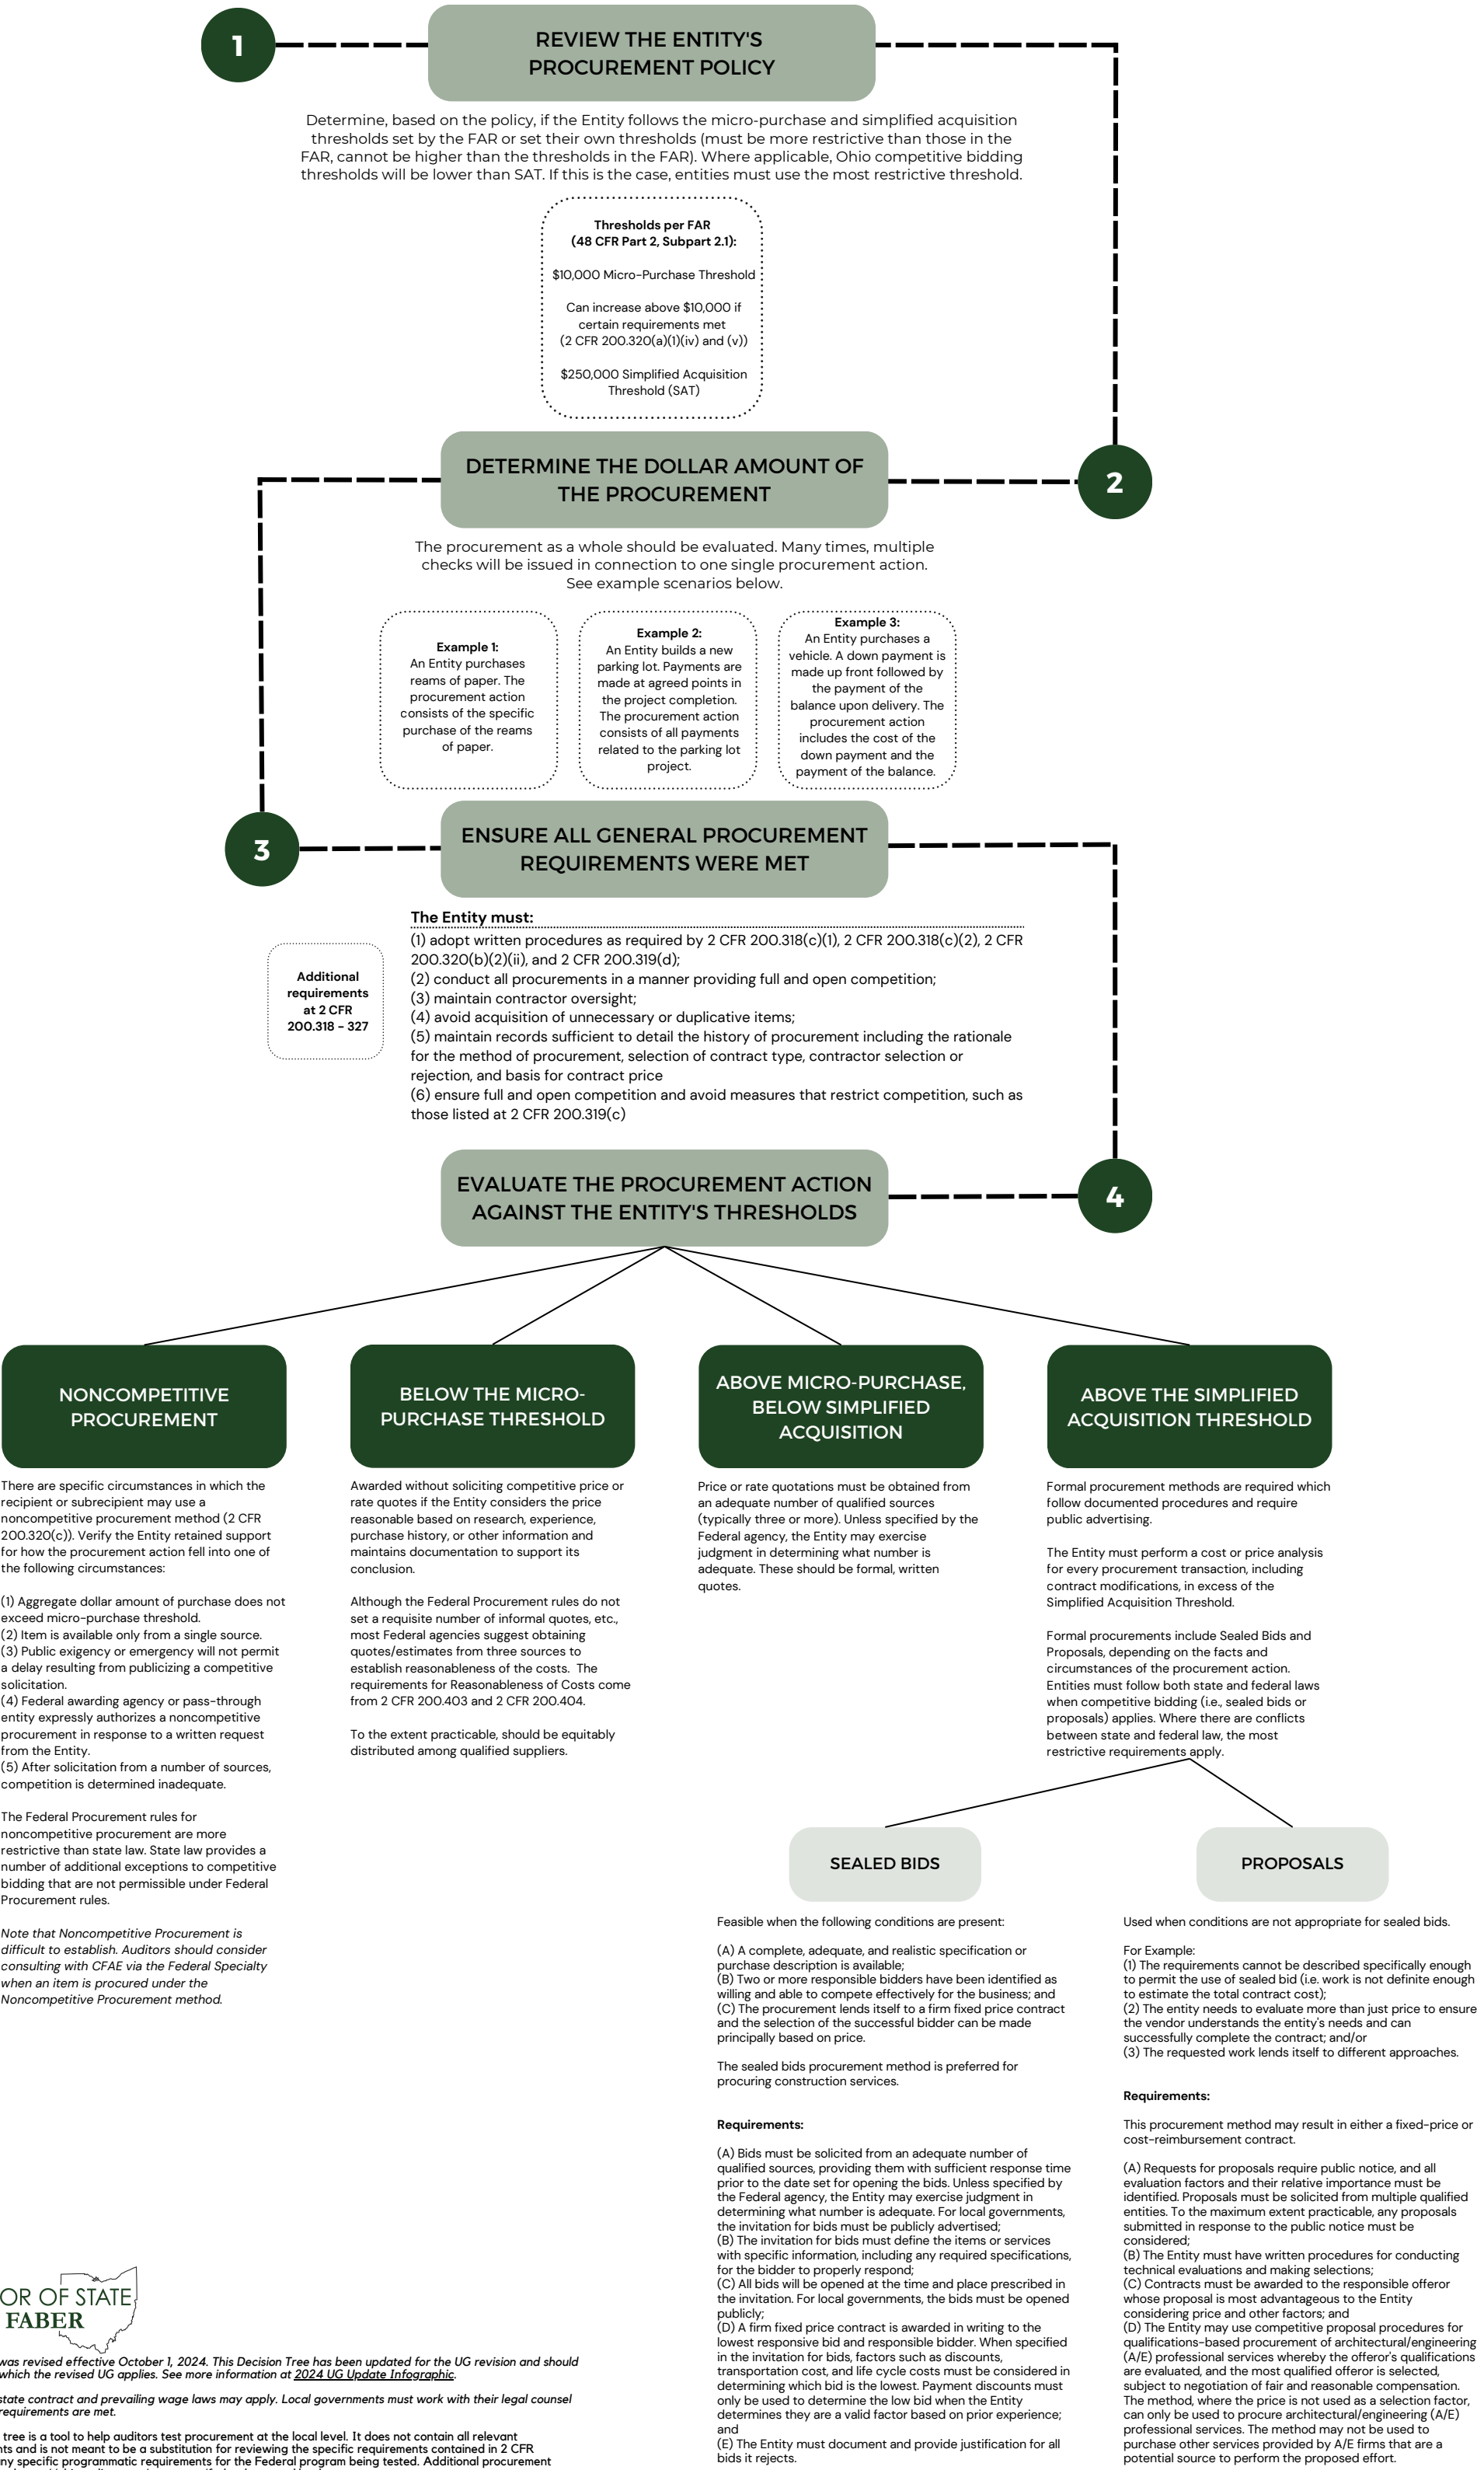 1
REVIEW THE ENTITY'S
PROCUREMENT POLICY
Determine, based on the policy, if the Entity follows the micro-purchase and simplified acquisition
thresholds set by the FAR or set their own thresholds (must be more restrictive than those in the
FAR, cannot be higher than the thresholds in the FAR). Where applicable, Ohio competitive bidding
thresholds will be lower than SAT. If this is the case, entities must use the most restrictive threshold.
Thresholds per FAR
(48 CFR Part 2, Subpart 2.1):
$10,000 Micro-Purchase Threshold
Can increase above $10,000 if
certain requirements met
(2 CFR 200.320(a)(1)(iv) and (v))
$250,000 Simplified Acquisition
Threshold (SAT)
2
DETERMINE THE DOLLAR AMOUNT OF
THE PROCUREMENT
The procurement as a whole should be evaluated. Many times, multiple
checks will be issued in connection to one single procurement action.
See example scenarios below.
Example 1:
An Entity purchases
reams of paper. The
procurement action
consists of the specific
purchase of the reams
of paper.
Example 2:
An Entity builds a new
parking lot. Payments are
made at agreed points in
the project completion.
The procurement action
consists of all payments
related to the parking lot
project.
Example 3:
An Entity purchases a
vehicle. A down payment is
made up front followed by
the payment of the
balance upon delivery. The
procurement action
includes the cost of the
down payment and the
payment of the balance.
3
ENSURE ALL GENERAL PROCUREMENT
REQUIREMENTS WERE MET
Additional
requirements
at 2 CFR
200.318 - 327
The Entity must:
(1) adopt written procedures as required by 2 CFR 200.318(c)(1), 2 CFR 200.318(c)(2), 2 CFR
200.320(b)(2)(ii), and 2 CFR 200.319(d);
(2) conduct all procurements in a manner providing full and open competition;
(3) maintain contractor oversight;
(4) avoid acquisition of unnecessary or duplicative items;
(5) maintain records sufficient to detail the history of procurement including the rationale
for the method of procurement, selection of contract type, contractor selection or
rejection, and basis for contract price
(6) ensure full and open competition and avoid measures that restrict competition, such as
those listed at 2 CFR 200.319(c)
4
EVALUATE THE PROCUREMENT ACTION
AGAINST THE ENTITY'S THRESHOLDS
NONCOMPETITIVE
PROCUREMENT
There are specific circumstances in which the
recipient or subrecipient may use a
noncompetitive procurement method (2 CFR
200.320(c)). Verify the Entity retained support
for how the procurement action fell into one of
the following circumstances:
(1) Aggregate dollar amount of purchase does not
exceed micro-purchase threshold.
(2) Item is available only from a single source.
(3) Public exigency or emergency will not permit
a delay resulting from publicizing a competitive
solicitation.
(4) Federal awarding agency or pass-through
entity expressly authorizes a noncompetitive
procurement in response to a written request
from the Entity.
(5) After solicitation from a number of sources,
competition is determined inadequate.
The Federal Procurement rules for
noncompetitive procurement are more
restrictive than state law. State law provides a
number of additional exceptions to competitive
bidding that are not permissible under Federal
Procurement rules.
Note that Noncompetitive Procurement is
difficult to establish. Auditors should consider
consulting with CFAE via the Federal Specialty
when an item is procured under the
Noncompetitive Procurement method.
BELOW THE MICRO-
PURCHASE THRESHOLD
Awarded without soliciting competitive price or
rate quotes if the Entity considers the price
reasonable based on research, experience,
purchase history, or other information and
maintains documentation to support its
conclusion.
Although the Federal Procurement rules do not
set a requisite number of informal quotes, etc.,
most Federal agencies suggest obtaining
quotes/estimates from three sources to
establish reasonableness of the costs. The
requirements for Reasonableness of Costs come
from 2 CFR 200.403 and 2 CFR 200.404.
To the extent practicable, should be equitably
distributed among qualified suppliers.
ABOVE MICRO-PURCHASE,
BELOW SIMPLIFIED
ACQUISITION
Price or rate quotations must be obtained from
an adequate number of qualified sources
(typically three or more). Unless specified by the
Federal agency, the Entity may exercise
judgment in determining what number is
adequate. These should be formal, written
quotes.
ABOVE THE SIMPLIFIED
ACQUISITION THRESHOLD
Formal procurement methods are required which
follow documented procedures and require
public advertising.
The Entity must perform a cost or price analysis
for every procurement transaction, including
contract modifications, in excess of the
Simplified Acquisition Threshold.
Formal procurements include Sealed Bids and
Proposals, depending on the facts and
circumstances of the procurement action.
Entities must follow both state and federal laws
when competitive bidding (i.e., sealed bids or
proposals) applies. Where there are conflicts
between state and federal law, the most
restrictive requirements apply.
SEALED BIDS
Feasible when the following conditions are present:
(A) A complete, adequate, and realistic specification or
purchase description is available;
(B) Two or more responsible bidders have been identified as
willing and able to compete effectively for the business; and
(C) The procurement lends itself to a firm fixed price contract
and the selection of the successful bidder can be made
principally based on price.
The sealed bids procurement method is preferred for
procuring construction services.
Requirements:
(A) Bids must be solicited from an adequate number of
qualified sources, providing them with sufficient response time
prior to the date set for opening the bids. Unless specified by
the Federal agency, the Entity may exercise judgment in
determining what number is adequate. For local governments,
the invitation for bids must be publicly advertised;
(B) The invitation for bids must define the items or services
with specific information, including any required specifications,
for the bidder to properly respond;
(C) All bids will be opened at the time and place prescribed in
the invitation. For local governments, the bids must be opened
publicly;
(D) A firm fixed price contract is awarded in writing to the
lowest responsive bid and responsible bidder. When specified
in the invitation for bids, factors such as discounts,
transportation cost, and life cycle costs must be considered in
determining which bid is the lowest. Payment discounts must
only be used to determine the low bid when the Entity
determines they are a valid factor based on prior experience;
and
(E) The Entity must document and provide justification for all
bids it rejects.
PROPOSALS
Used when conditions are not appropriate for sealed bids.
For Example:
(1) The requirements cannot be described specifically enough
to permit the use of sealed bid (i.e. work is not definite enough
to estimate the total contract cost);
(2) The entity needs to evaluate more than just price to ensure
the vendor understands the entity's needs and can
successfully complete the contract; and/or
(3) The requested work lends itself to different approaches.
Requirements:
This procurement method may result in either a fixed-price or
cost-reimbursement contract.
(A) Requests for proposals require public notice, and all
evaluation factors and their relative importance must be
identified. Proposals must be solicited from multiple qualified
entities. To the maximum extent practicable, any proposals
submitted in response to the public notice must be
considered;
(B) The Entity must have written procedures for conducting
technical evaluations and making selections;
(C) Contracts must be awarded to the responsible offeror
whose proposal is most advantageous to the Entity
considering price and other factors; and
(D) The Entity may use competitive proposal procedures for
qualifications-based procurement of architectural/engineering
(A/E) professional services whereby the offeror's qualifications
are evaluated, and the most qualified offeror is selected,
subject to negotiation of fair and reasonable compensation.
The method, where the price is not used as a selection factor,
can only be used to procure architectural/engineering (A/E)
professional services. The method may not be used to
purchase other services provided by A/E firms that are a
potential source to perform the proposed effort.
OR OF STATE
FABER
was revised effective October 1, 2024. This Decision Tree has been updated for the UG revision and should
which the revised UG applies. See more information at 2024 UG Update Infographic.
state contract and prevailing wage laws may apply. Local governments must work with their legal counsel
requirements are met.
tree is a tool to help auditors test procurement at the local level. It does not contain all relevant
nts and is not meant to be a substitution for reviewing the specific requirements contained in 2 CFR
ny specific programmatic requirements for the Federal program being tested. Additional procurement